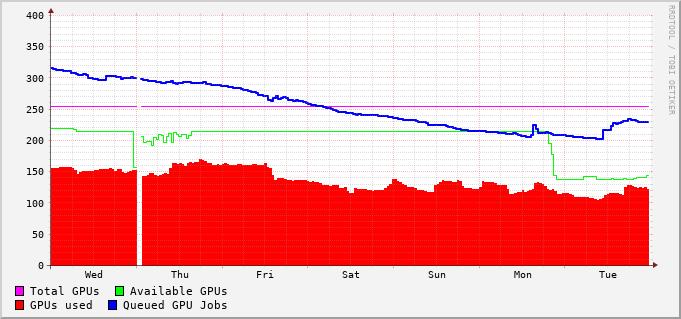 400
350
300
250
200
150
100
50
0
Wed Thu Fri Sat Sun Mon Tue
Total GPUs Available GPUs
GPUs used Queued GPU Jobs
RRDTOOL / TOBI OETIKER